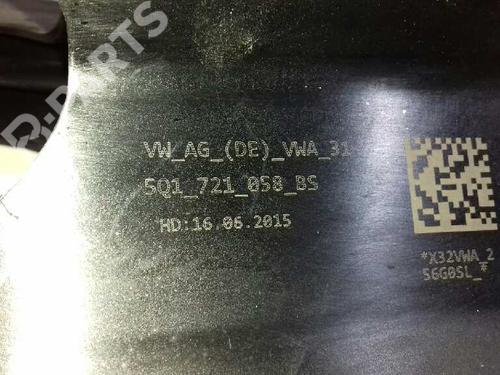 VW_AG_(DE)_VWA_31
5Q1_721_058_BS
HD:16.06.2015
*X32VWA_2
56G0SL_*
B-PARTS